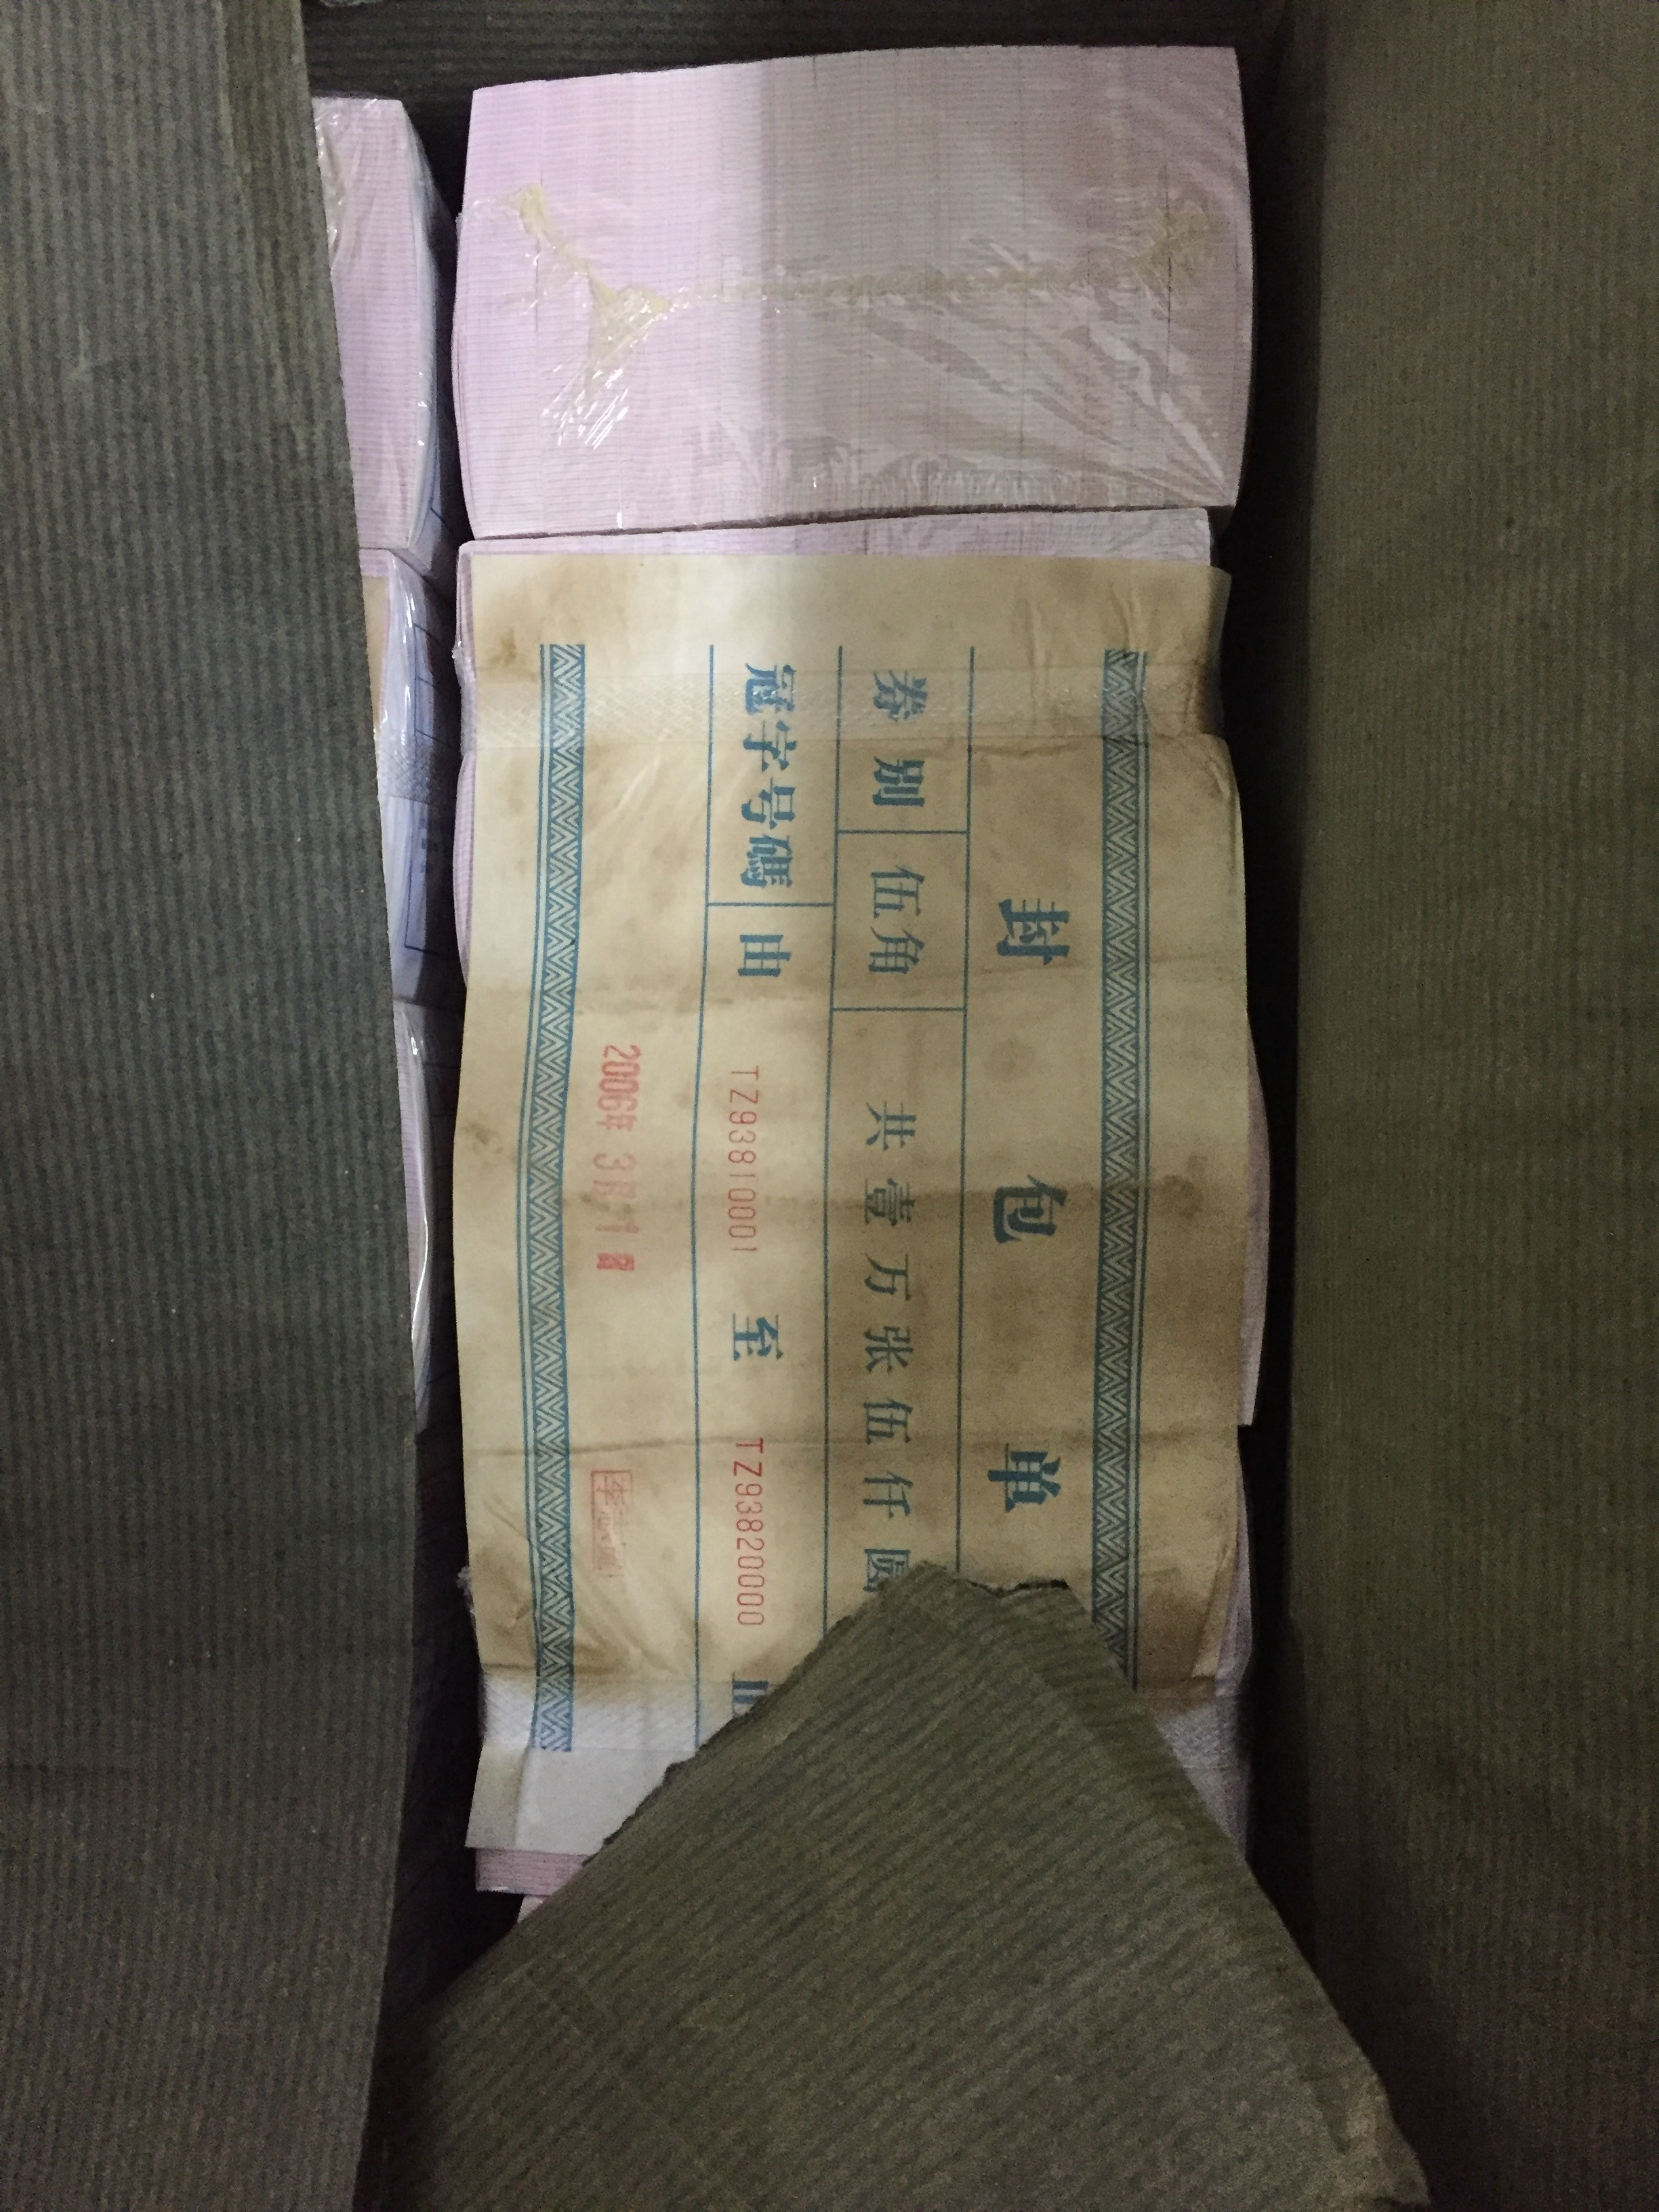 封包单
券别 伍角 共壹万张伍仟圆
冠字号碼 由 TZ93810001 至 TZ93820000
2006年 3月 1日